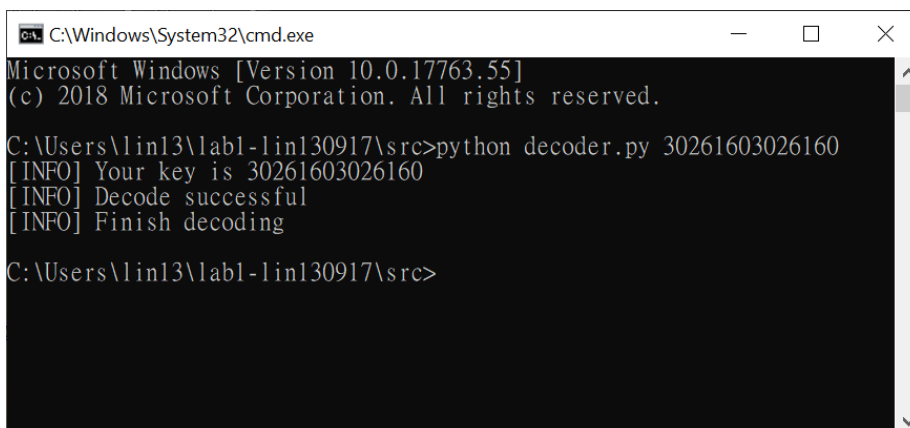 C:\Windows\System32\cmd.exe
Microsoft Windows [Version 10.0.17763.55]
(c) 2018 Microsoft Corporation. All rights reserved.
C:\Users\lin13\lab1-lin130917\src>python decoder.py 30261603026160
[INFO] Your key is 30261603026160
[INFO] Decode successful
[INFO] Finish decoding
C:\Users\lin13\lab1-lin130917\src>